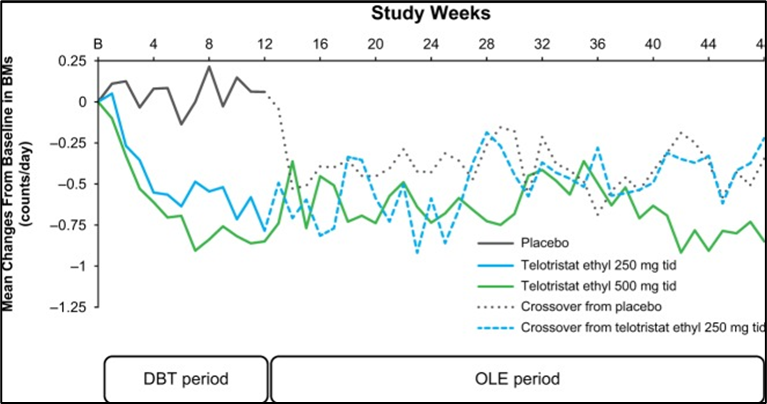 Study Weeks
B 4 8 12 16 20 24 28 32 36 40 44 4
0.25
0
−0.25
−0.5
−0.75
−1
−1.25
Mean Changes From Baseline in BMs
(counts/day)
Placebo
Telotristat ethyl 250 mg tid
Telotristat ethyl 500 mg tid
Crossover from placebo
Crossover from telotristat ethyl 250 mg tid
DBT period
OLE period